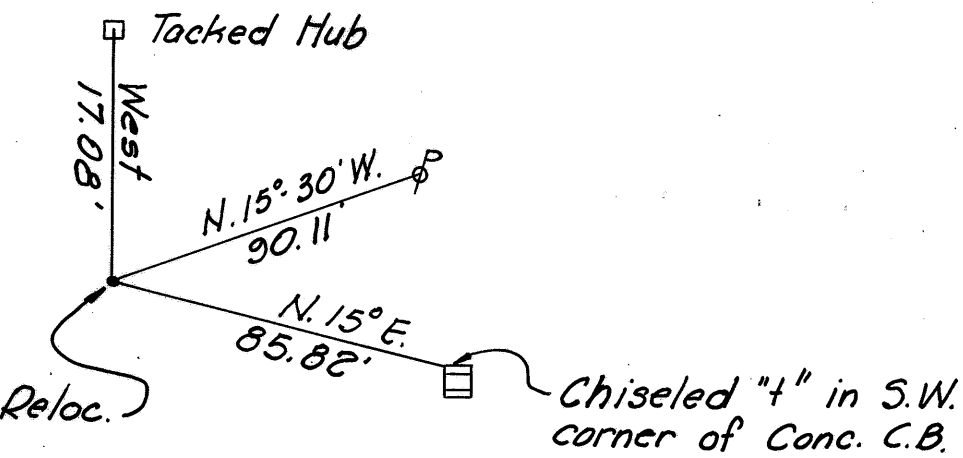 Tacked Hub
West
17.08'
N. 15°-30' W.
90.11'
P
N. 15° E.
85.82'
Reloc.
Chiseled "t" in S.W.
corner of Conc. C.B.